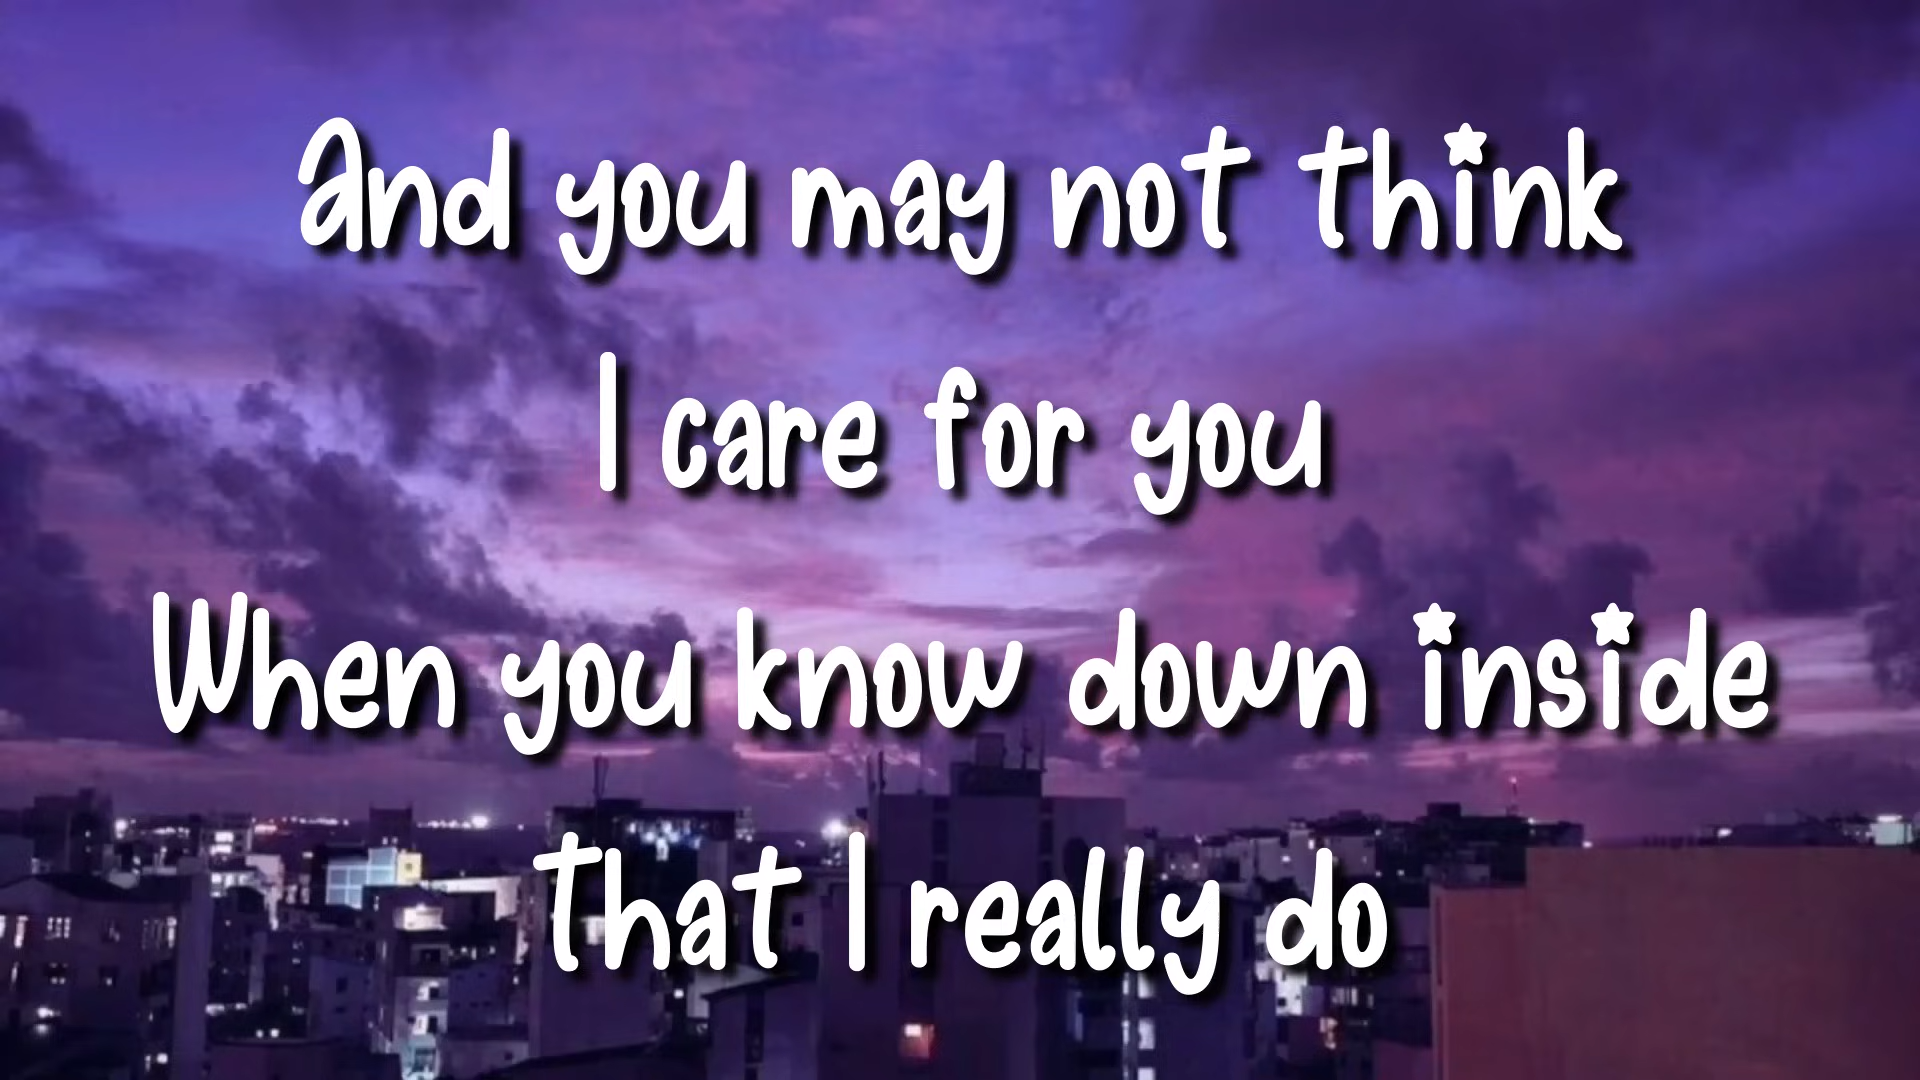 And you may not think
I care for you
When you know down inside
That I really do